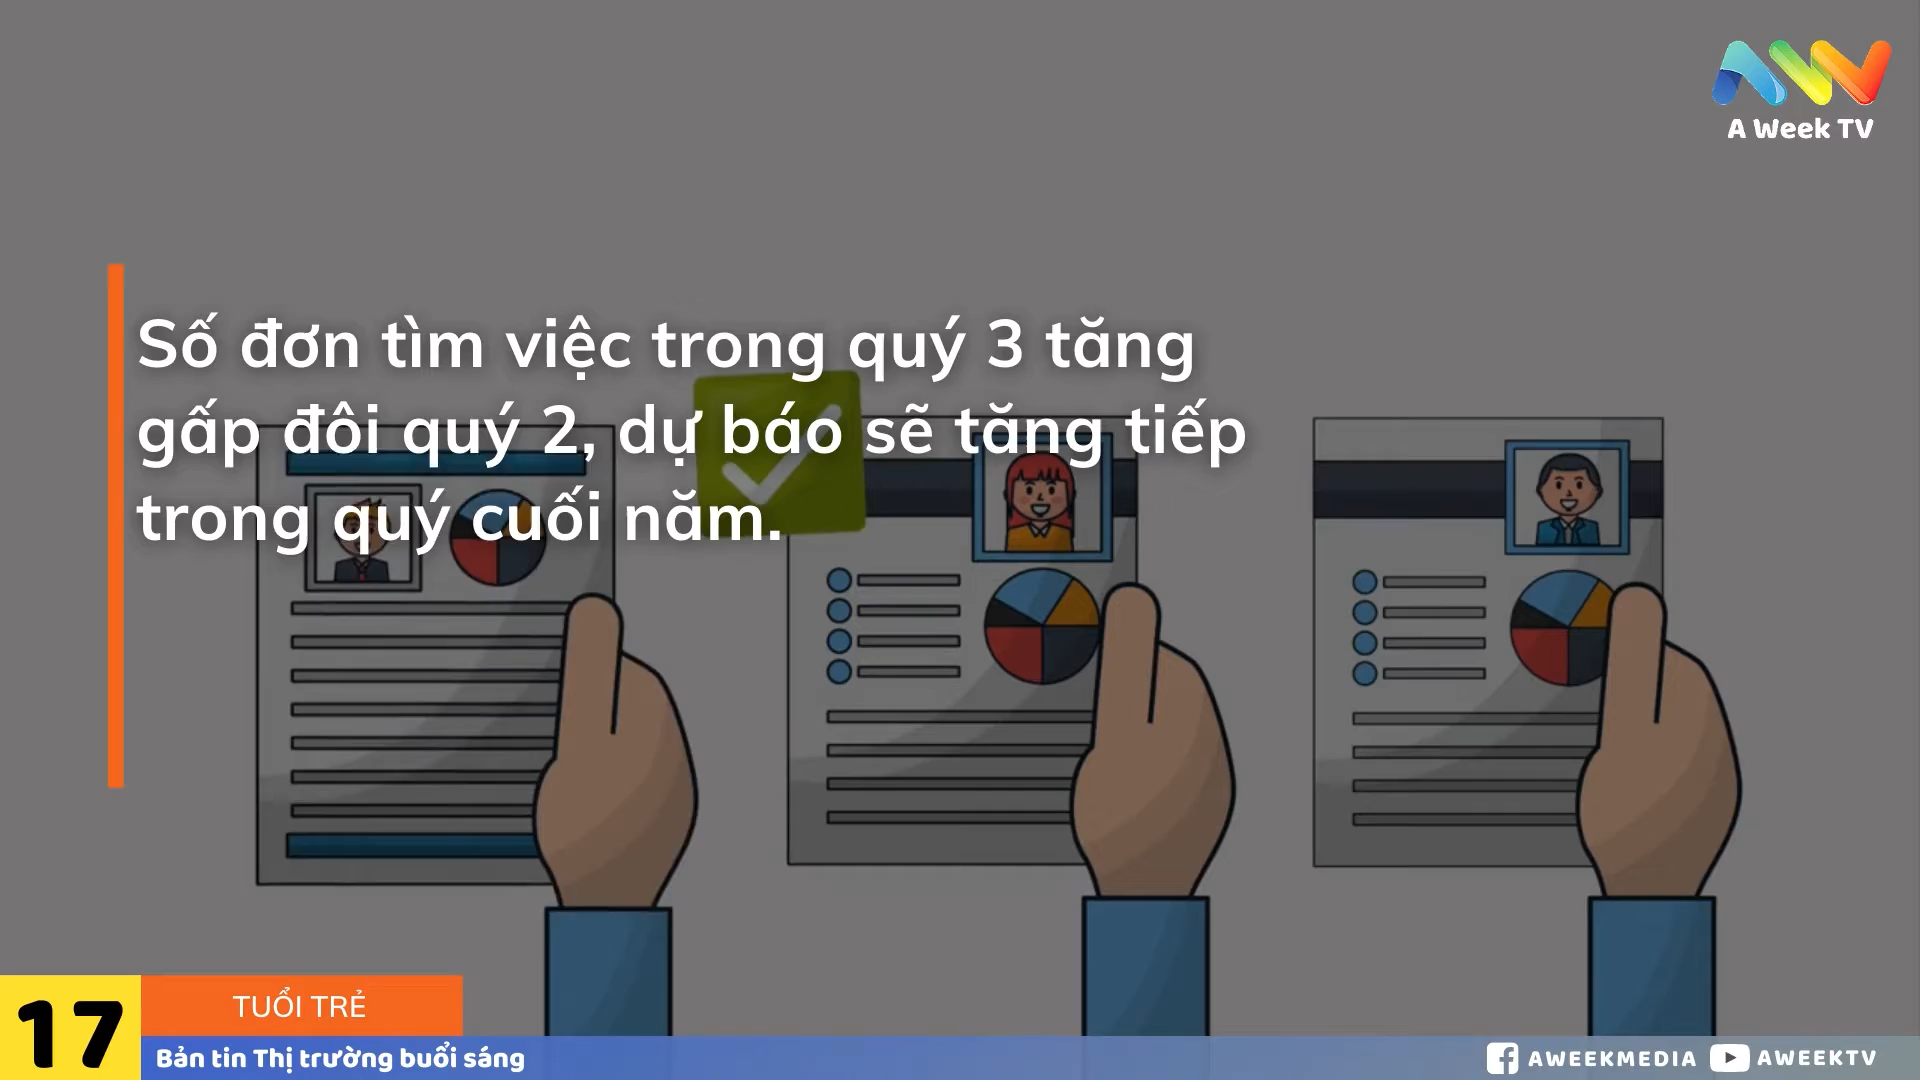 A Week TV
Số đơn tìm việc trong quý 3 tăng
gấp đôi quý 2, dự báo sẽ tăng tiếp
trong quý cuối năm.
17
TUỔI TRẺ
Bản tin Thị trường buổi sáng
AWEEKMEDIA
AWEEKTV